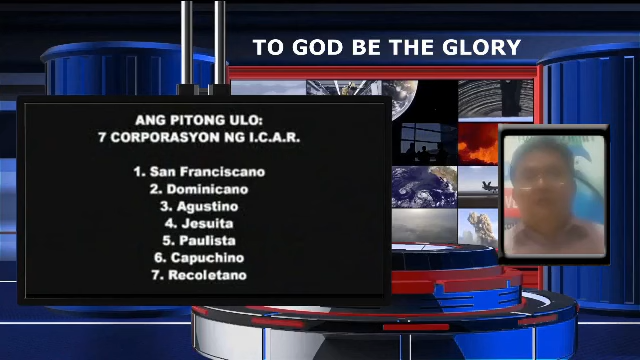 TO GOD BE THE GLORY
ANG PITONG ULO:
7 CORPORASYON NG I.C.A.R.
1. San Franciscano
2. Dominicano
3. Agustino
4. Jesuita
5. Paulista
6. Capuchino
7. Recoletano